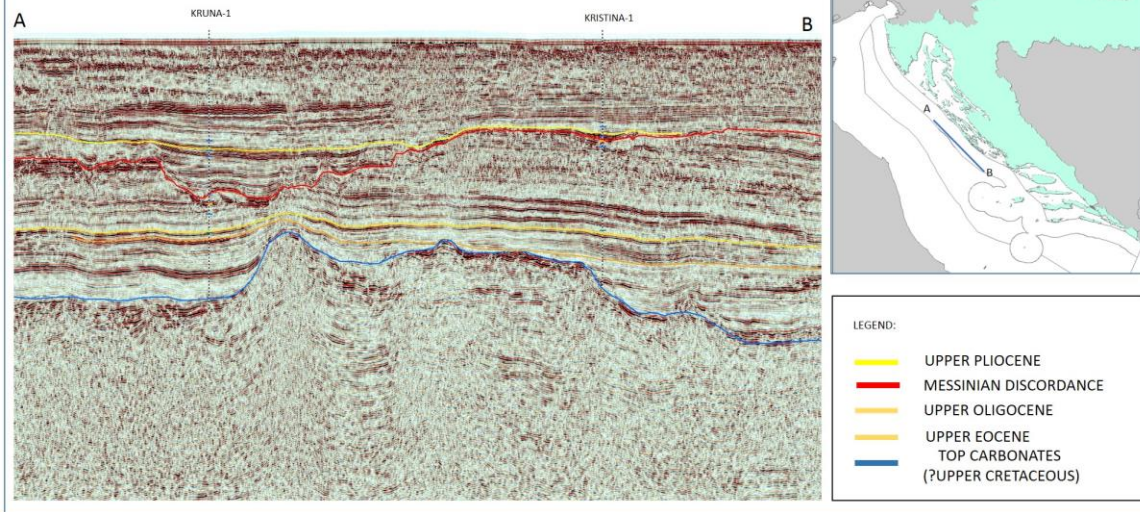 A
KRUNA-1
KRISTINA-1
B
A
B
LEGEND:
UPPER PLIOCENE
MESSINIAN DISCORDANCE
UPPER OLIGOCENE
UPPER EOCENE
TOP CARBONATES
(?UPPER CRETACEOUS)